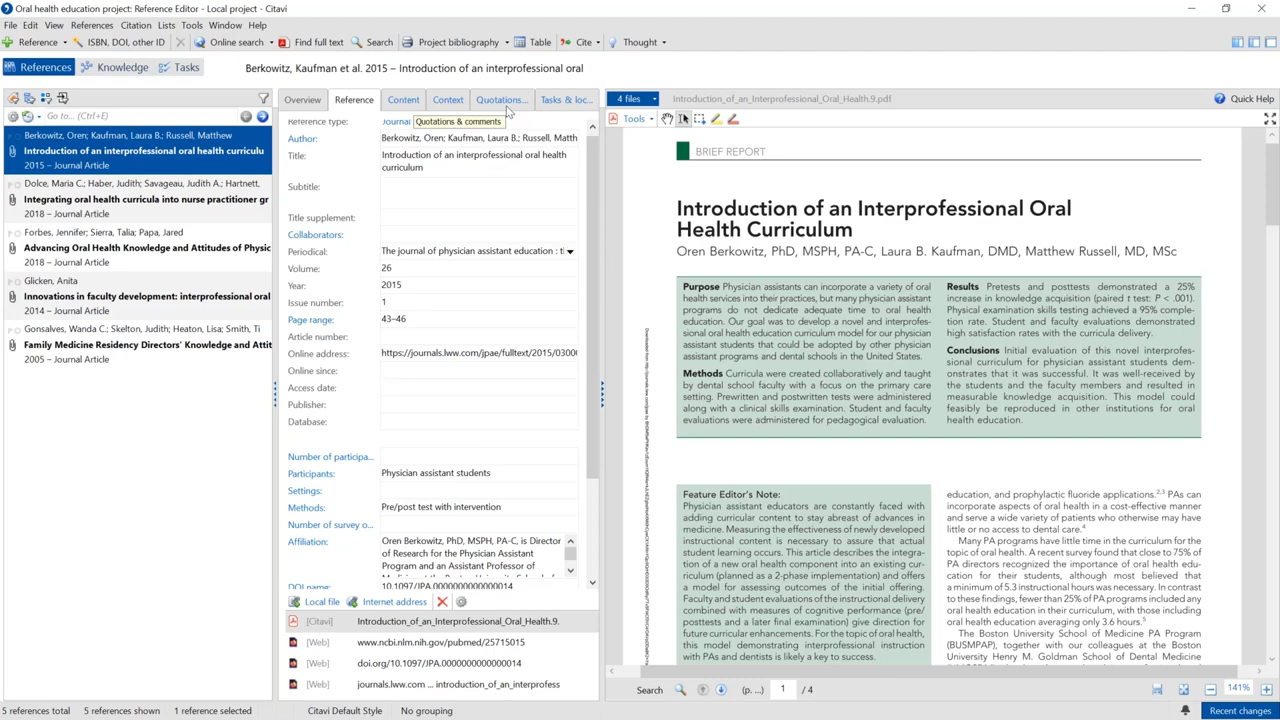 Oral health education project: Reference Editor - Local project - Citavi
File Edit View References Citation Lists Tools Window Help
Reference ISBN, DOI, other ID Online search Find full text Search Project bibliography Table Cite Thought
References Knowledge Tasks
Berkowitz, Kaufman et al. 2015 – Introduction of an interprofessional oral
Go to... (Ctrl+E)
Berkowitz, Oren; Kaufman, Laura B.; Russell, Matthew
Introduction of an interprofessional oral health curriculu
2015 – Journal Article
Dolce, Maria C.; Haber, Judith; Savageau, Judith A.; Hartnett,
Integrating oral health curricula into nurse practitioner gr
2018 – Journal Article
Forbes, Jennifer; Sierra, Talia; Papa, Jared
Advancing Oral Health Knowledge and Attitudes of Physic
2018 – Journal Article
Glicken, Anita
Innovations in faculty development: interprofessional oral
2014 – Journal Article
Gonsalves, Wanda C.; Skelton, Judith; Heaton, Lisa; Smith, Ti
Family Medicine Residency Directors' Knowledge and Attit
2005 – Journal Article
Overview Reference Content Context Quotations... Tasks & loc...
Quotations & comments
Reference type: Journal
Author: Berkowitz, Oren; Kaufman, Laura B.; Russell, Matth
Title: Introduction of an interprofessional oral health
curriculum
Subtitle:
Title supplement:
Collaborators:
Periodical: The journal of physician assistant education : tl
Volume: 26
Year: 2015
Issue number: 1
Page range: 43–46
Article number:
Online address: https://journals.lww.com/jpae/fulltext/2015/0300
Online since:
Access date:
Publisher:
Database:
Number of participa...
Participants: Physician assistant students
Settings:
Methods: Pre/post test with intervention
Number of survey o...
Affiliation: Oren Berkowitz, PhD, MSPH, PA-C, is Director
of Research for the Physician Assistant
Program and an Assistant Professor of
DOI name 10.1097/JPA.0000000000000014
Local file Internet address
[Citavi] Introduction_of_an_Interprofessional_Oral_Health.9.
[Web] www.ncbi.nlm.nih.gov/pubmed/25715015
[Web] doi.org/10.1097/JPA.0000000000000014
[Web] journals.lww.com ... introduction_of_an_interprofess
4 files Introduction_of_an_Interprofessional_Oral_Health.9.pdf Quick Help
Tools
BRIEF REPORT
Introduction of an Interprofessional Oral
Health Curriculum
Oren Berkowitz, PhD, MSPH, PA-C, Laura B. Kaufman, DMD, Matthew Russell, MD, MSc
Purpose Physician assistants can incorporate a variety of oral
health services into their practices, but many physician assistant
programs do not dedicate adequate time to oral health
education. Our goal was to develop a novel and interprofes-
sional oral health education curriculum model for our physician
assistant students that could be adopted by other physician
assistant programs and dental schools in the United States.
Methods Curricula were created collaboratively and taught
by dental school faculty with a focus on the primary care
setting. Prewritten and postwritten tests were administered
along with a clinical skills examination. Student and faculty
evaluations were administered for pedagogical evaluation.
Results Pretests and posttests demonstrated a 25%
increase in knowledge acquisition (paired t test: P < .001).
Physical examination skills testing achieved a 95% comple-
tion rate. Student and faculty evaluations demonstrated
high satisfaction rates with the curricula delivery.
Conclusions Initial evaluation of this novel interprofes-
sional curriculum for physician assistant students dem-
onstrates that it was successful. It was well-received by
the students and the faculty members and resulted in
measurable knowledge acquisition. This model could
feasibly be reproduced in other institutions for oral
health education.
Feature Editor's Note:
Physician assistant educators are constantly faced with
adding curricular content to stay abreast of advances in
medicine. Measuring the effectiveness of newly developed
instructional content is necessary to assure that actual
student learning occurs. This article describes the integra-
tion of a new oral health component into an existing cur-
riculum (planned as a 2-phase implementation) and offers
a model for assessing outcomes of the initial offering.
Faculty and student evaluations of the instructional delivery
combined with measures of cognitive performance (pre/
posttests and a later final examination) give direction for
future curricular enhancements. For the topic of oral health,
this model demonstrating interprofessional instruction
with PAs and dentists is likely a key to success.
education, and prophylactic fluoride applications.2,3 PAs can
incorporate aspects of oral health in a cost-effective manner
and serve a wide variety of patients who otherwise may have
little or no access to dental care.4
Many PA programs have little time in the curriculum for the
topic of oral health. A recent survey found that close to 75% of
PA directors recognized the importance of oral health edu-
cation for their students, although most believed that
a minimum of 5.3 instructional hours was necessary. In contrast
to these findings, fewer than 25% of PA programs included any
oral health education in their curriculum, with those including
oral health education averaging only 3.6 hours.5
The Boston University School of Medicine PA Program
(BUSMPAP), together with our colleagues at the Boston
University Henry M. Goldman School of Dental Medicine
Search (p. ...) 1 / 4 141%
5 references total 5 references shown 1 reference selected Citavi Default Style No grouping Recent changes